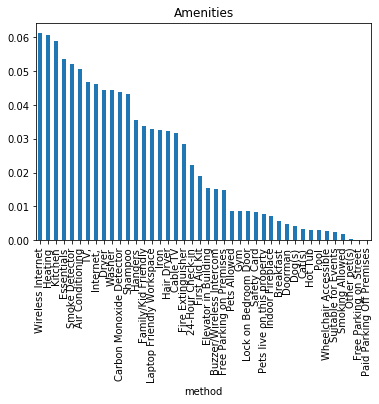 Amenities
0.06
0.05
0.04
0.03
0.02
0.01
0.00
Wireless Internet
Heating
Kitchen
Essentials
Smoke Detector
Air Conditioning
TV,
Internet,
Dryer
Washer
Carbon Monoxide Detector
Shampoo
Hangers
Family/Kid Friendly
Laptop Friendly Workspace
Iron
Hair Dryer
Cable TV
Fire Extinguisher
24-Hour Check-in
First Aid Kit
Elevator in Building
Buzzer/Wireless Intercom
Free Parking on Premises
Pets Allowed
Gym
Lock on Bedroom Door
Safety Card
Pets live on this property
Indoor Fireplace
Breakfast
Doorman
Dog(s)
Cat(s)
Hot Tub
Pool
Wheelchair Accessible
Suitable for Events
Smoking Allowed
Other pet(s)
Free Parking on Street
Paid Parking Off Premises
method